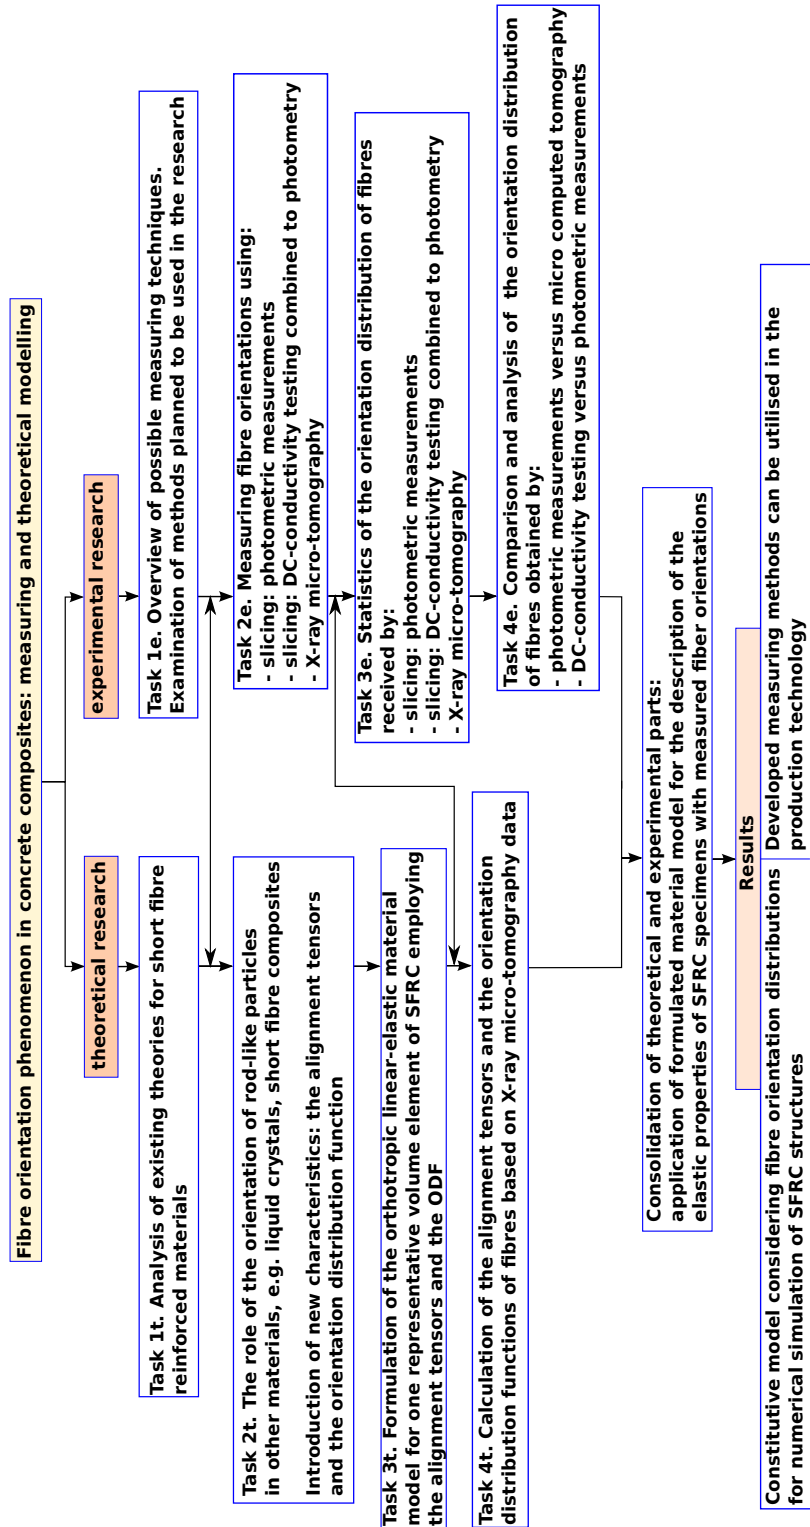 Fibre orientation phenomenon in concrete composites: measuring and theoretical modelling
theoretical research
experimental research
Task 1t. Analysis of existing theories for short fibre
reinforced materials
Task 1e. Overview of possible measuring techniques.
Examination of methods planned to be used in the research
Task 2t. The role of the orientation of rod-like particles
in other materials, e.g. liquid crystals, short fibre composites
Introduction of new characteristics: the alignment tensors
and the orientation distribution function
Task 2e. Measuring fibre orientations using:
- slicing: photometric measurements
- slicing: DC-conductivity testing combined to photometry
- X-ray micro-tomography
Task 3t. Formulation of the orthotropic linear-elastic material
model for one representative volume element of SFRC employing
the alignment tensors and the ODF
Task 3e. Statistics of the orientation distribution of fibres
received by:
- slicing: photometric measurements
- slicing: DC-conductivity testing combined to photometry
- X-ray micro-tomography
Task 4t. Calculation of the alignment tensors and the orientation
distribution functions of fibres based on X-ray micro-tomography data
Task 4e. Comparison and analysis of the orientation distribution
of fibres obtained by:
- photometric measurements versus micro computed tomography
- DC-conductivity testing versus photometric measurements
Consolidation of theoretical and experimental parts:
application of formulated material model for the description of the
elastic properties of SFRC specimens with measured fiber orientations
Results
Constitutive model considering fibre orientation distributions
for numerical simulation of SFRC structures
Developed measuring methods can be utilised in the
production technology